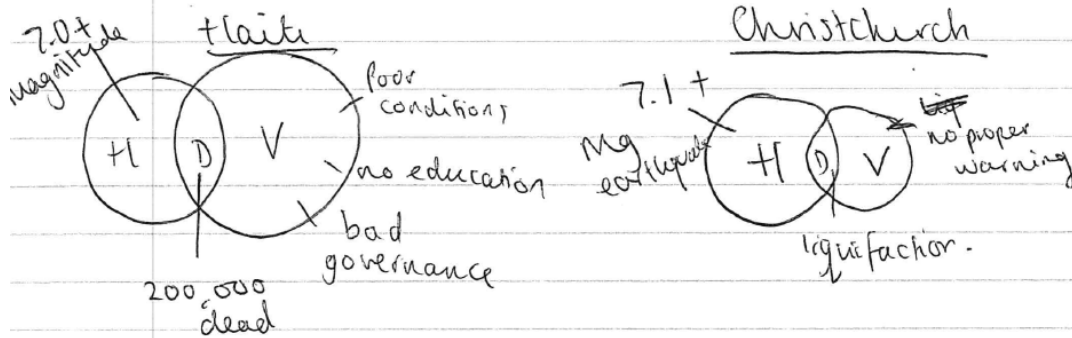 Haiti
7.0+
magnitude
H
D
V
Poor
conditions
no education
bad
governance
200,000
dead
Christchurch
7.1+
Mg
earthquake
H
D
V
no proper
warning
liquifaction.